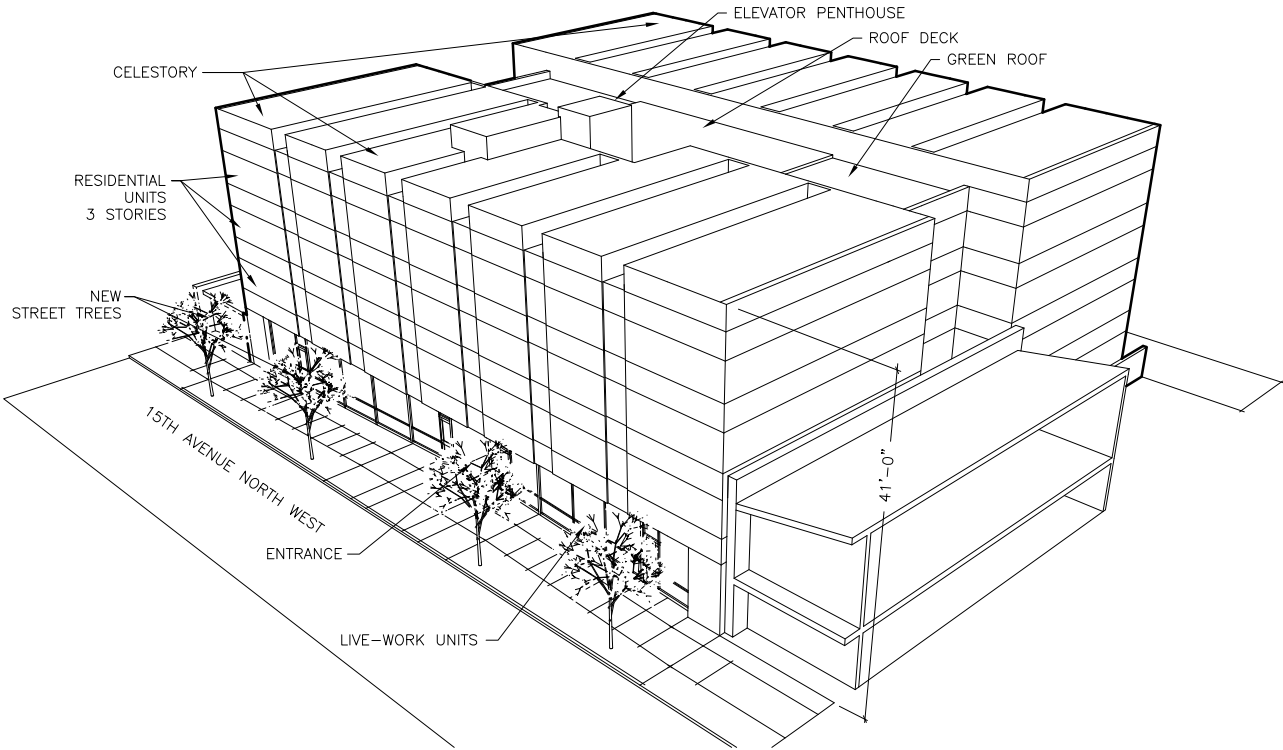 ELEVATOR PENTHOUSE
ROOF DECK
GREEN ROOF
CELESTORY
RESIDENTIAL
UNITS
3 STORIES
NEW
STREET TREES
15TH AVENUE NORTH WEST
41'-0"
ENTRANCE
LIVE-WORK UNITS